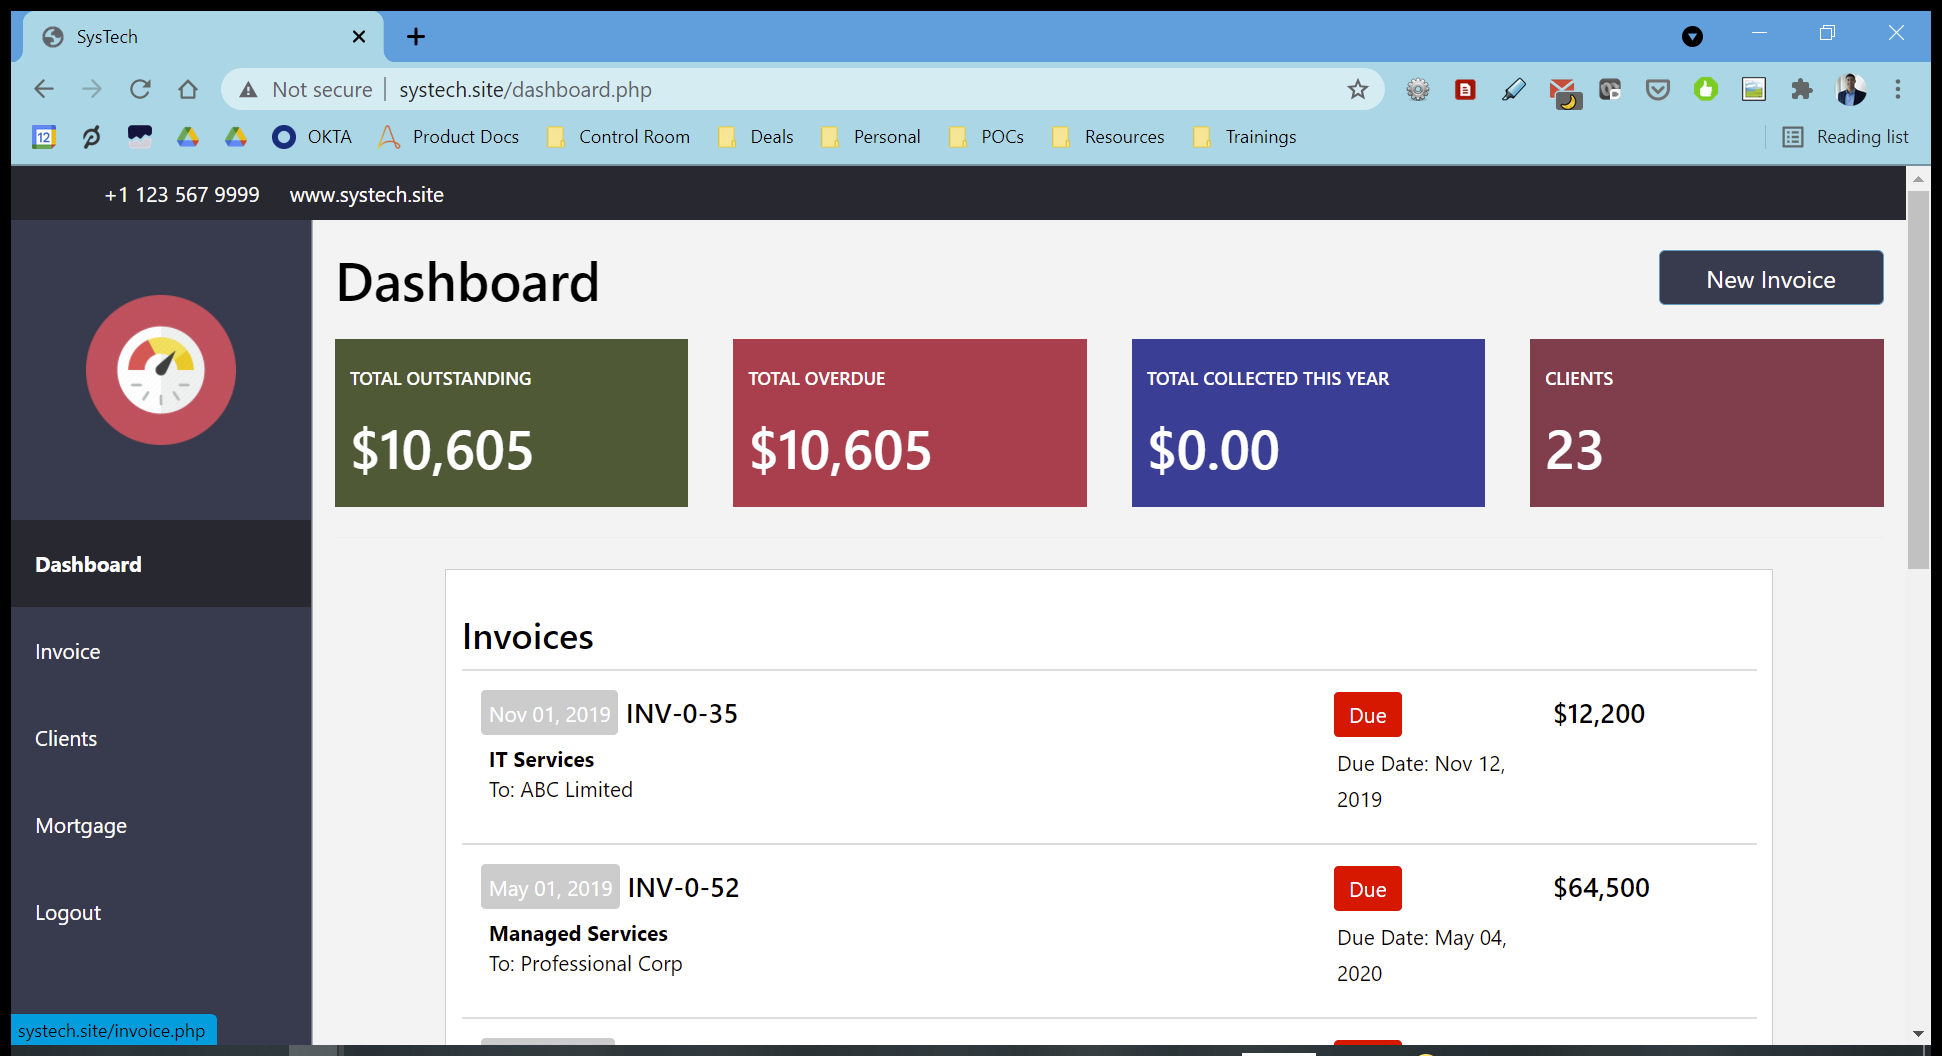 SysTech
Not secure systech.site/dashboard.php
12 OKTA Product Docs Control Room Deals Personal POCs Resources Trainings Reading list
+1 123 567 9999 www.systech.site
Dashboard
New Invoice
TOTAL OUTSTANDING
$10,605
TOTAL OVERDUE
$10,605
TOTAL COLLECTED THIS YEAR
$0.00
CLIENTS
23
Dashboard
Invoice
Clients
Mortgage
Logout
Invoices
Nov 01, 2019 INV-0-35
IT Services
To: ABC Limited
Due
Due Date: Nov 12,
2019
$12,200
May 01, 2019 INV-0-52
Managed Services
To: Professional Corp
Due
Due Date: May 04,
2020
$64,500
systech.site/invoice.php